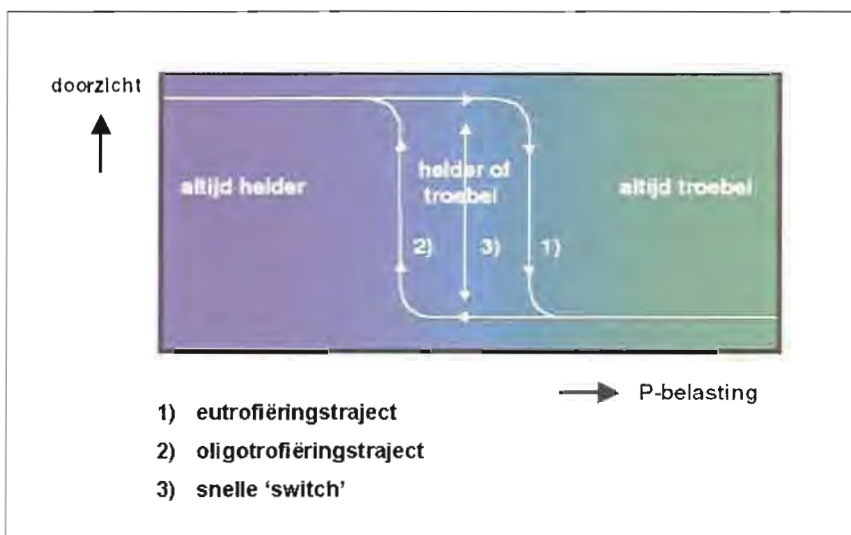 doorzicht
altijd helder
helder of
troebel
altijd troebel
2)
3)
1)
P-belasting
1) eutrofiëringstraject
2) oligotrofiëringstraject
3) snelle ‘switch’